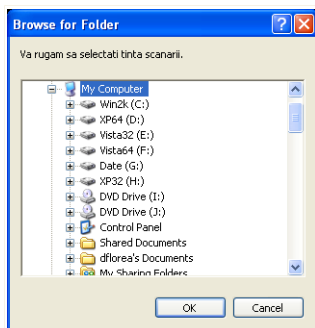 Browse for Folder
Va rugam sa selectati tinta scanarii.
My Computer
Win2k (C:)
XP64 (D:)
Vista32 (E:)
Vista64 (F:)
Date (G:)
XP32 (H:)
DVD Drive (I:)
DVD Drive (J:)
Control Panel
Shared Documents
dflorea's Documents
My Sharing Folders
OK Cancel